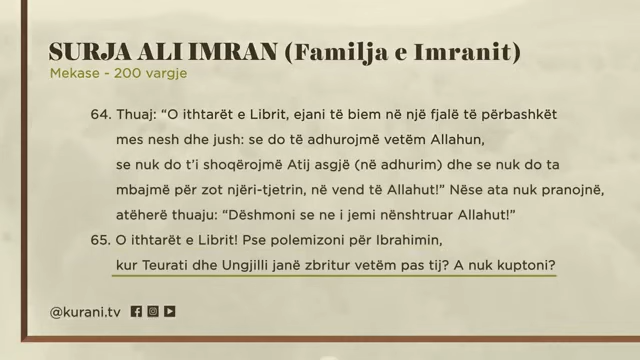 SURJA ALI IMRAN (Familja e Imranit)
Mekase - 200 vargje
64. Thuaj: “O ithtarët e Librit, ejani të biem në një fjalë të përbashkët
mes nesh dhe jush: se do të adhurojmë vetëm Allahun,
se nuk do t’i shoqërojmë Atij asgjë (në adhurim) dhe se nuk do ta
mbajmë për zot njëri-tjetrin, në vend të Allahut!” Nëse ata nuk pranojnë,
atëherë thuaju: “Dëshmoni se ne i jemi nënshtruar Allahut!”
65. O ithtarët e Librit! Pse polemizoni për Ibrahimin,
kur Teurati dhe Ungjilli janë zbritur vetëm pas tij? A nuk kuptoni?
@kurani.tv